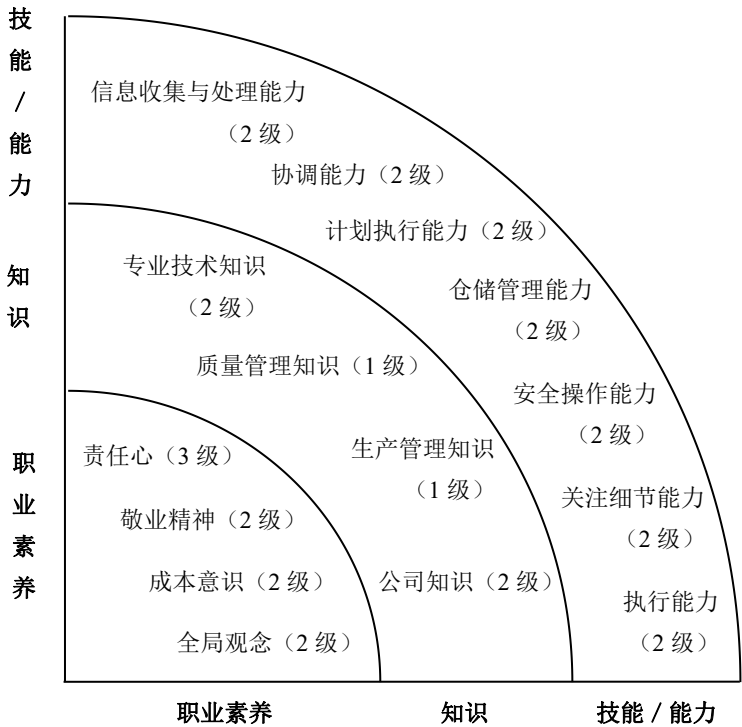 技能/能力
信息收集与处理能力
（2 级）
协调能力（2 级）
计划执行能力（2 级）
仓储管理能力
（2 级）
安全操作能力
（2 级）
关注细节能力
（2 级）
执行能力
（2 级）
知识
专业技术知识
（2 级）
质量管理知识（1 级）
生产管理知识
（1 级）
公司知识（2 级）
职业素养
责任心（3 级）
敬业精神（2 级）
成本意识（2 级）
全局观念（2 级）
职业素养
知识
技能/能力